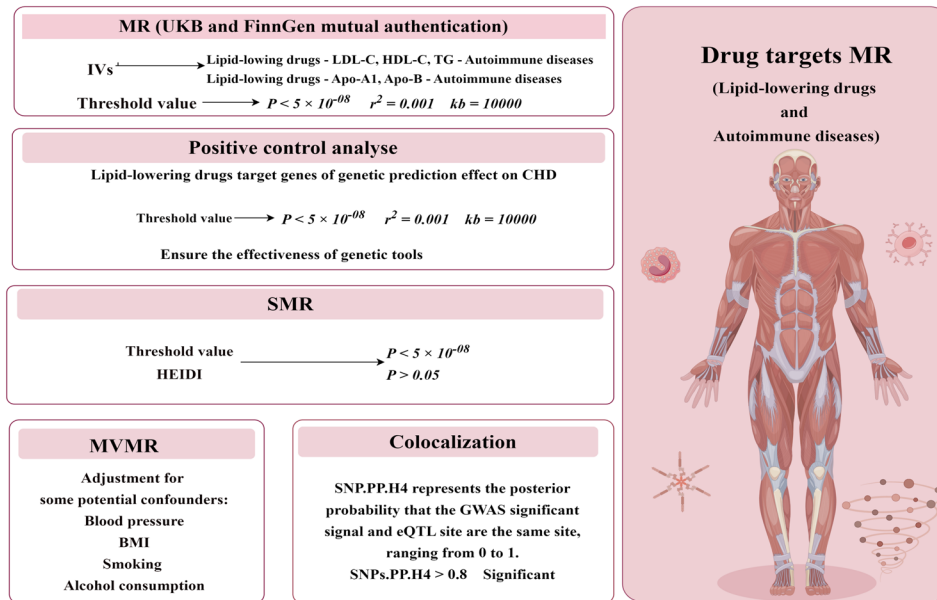 MR (UKB and FinnGen mutual authentication)
IVs
Lipid-lowing drugs - LDL-C, HDL-C, TG - Autoimmune diseases
Lipid-lowing drugs - Apo-A1, Apo-B - Autoimmune diseases
Threshold value P < 5 × 10^-08 r^2 = 0.001 kb = 10000
Positive control analyse
Lipid-lowering drugs target genes of genetic prediction effect on CHD
Threshold value P < 5 × 10^-08 r^2 = 0.001 kb = 10000
Ensure the effectiveness of genetic tools
SMR
Threshold value P < 5 × 10^-08
HEIDI P > 0.05
MVMR
Adjustment for
some potential confounders:
Blood pressure
BMI
Smoking
Alcohol consumption
Colocalization
SNP.PP.H4 represents the posterior
probability that the GWAS significant
signal and eQTL site are the same site,
ranging from 0 to 1.
SNPs.PP.H4 > 0.8 Significant
Drug targets MR
(Lipid-lowering drugs
and
Autoimmune diseases)